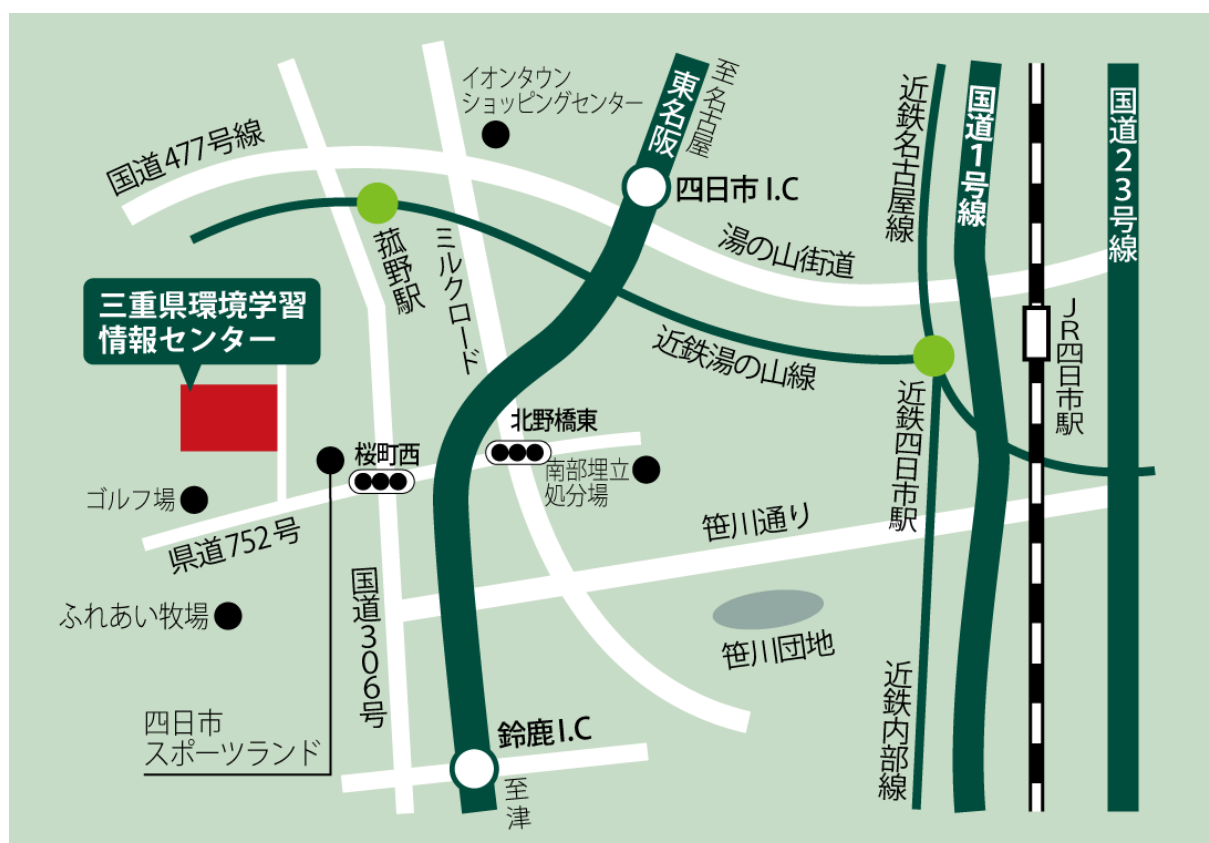 イオンタウン
ショッピングセンター
東名阪
至名古屋
近鉄名古屋線
国道1号線
国道23号線
国道477号線
四日市I.C
湯の山街道
菰野駅
ミルクロード
三重県環境学習
情報センター
近鉄湯の山線
JR四日市駅
近鉄四日市駅
北野橋東
桜町西
南部埋立
処分場
ゴルフ場
県道752号
笹川通り
国道306号
ふれあい牧場
笹川団地
近鉄内部線
四日市
スポーツランド
鈴鹿I.C
至津